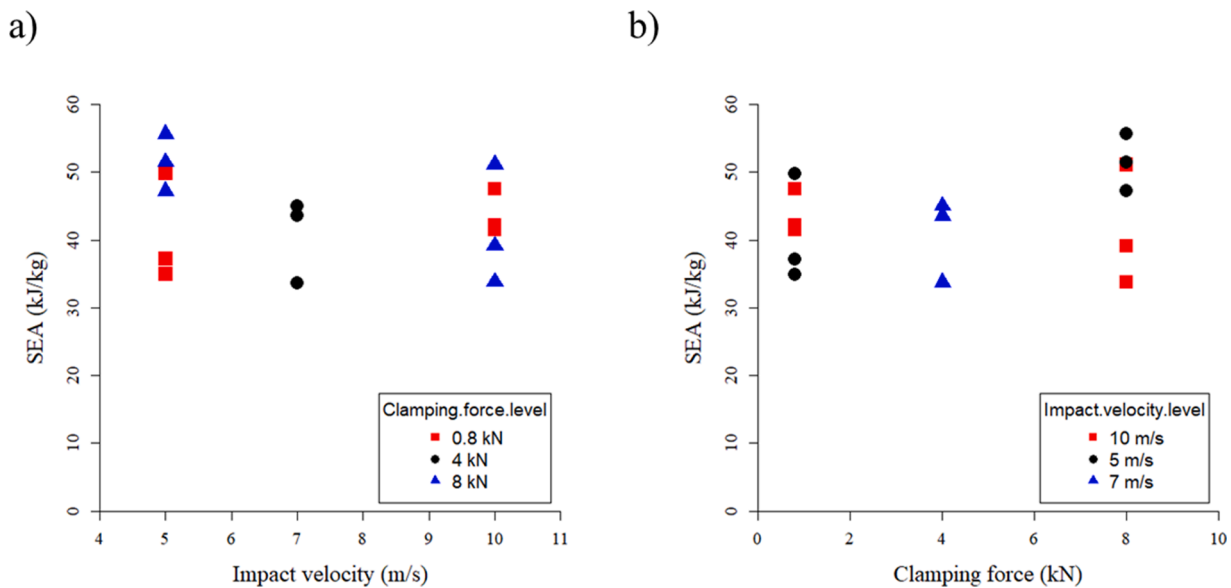 a)
60
50
40
30
20
10
0
SEA (kJ/kg)
4 5 6 7 8 9 10 11
Impact velocity (m/s)
Clamping.force.level
0.8 kN
4 kN
8 kN
b)
60
50
40
30
20
10
0
SEA (kJ/kg)
0 2 4 6 8 10
Clamping force (kN)
Impact.velocity.level
10 m/s
5 m/s
7 m/s